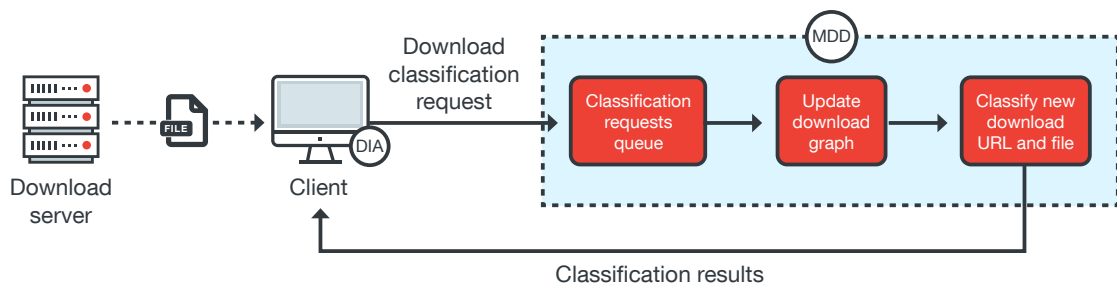 Download
server
FILE
DIA
Client
Download
classification
request
MDD
Classification
requests
queue
Update
download
graph
Classify new
download
URL and file
Classification results